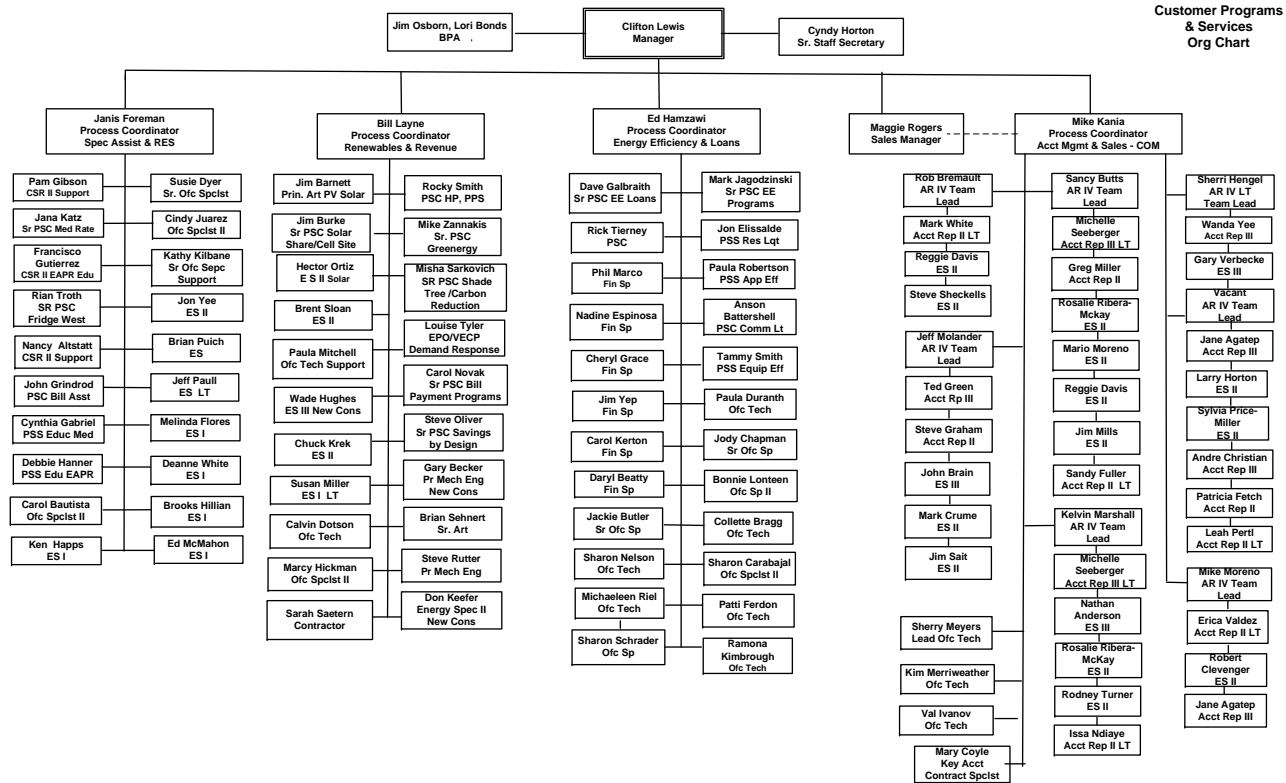 Customer Programs
& Services
Org Chart
Jim Osborn, Lori Bonds
BPA .
Clifton Lewis
Manager
Cyndy Horton
Sr. Staff Secretary
Janis Foreman
Process Coordinator
Spec Assist & RES
Bill Layne
Process Coordinator
Renewables & Revenue
Ed Hamzawi
Process Coordinator
Energy Efficiency & Loans
Maggie Rogers
Sales Manager
Mike Kania
Process Coordinator
Acct Mgmt & Sales - COM
Pam Gibson
CSR II Support
Susie Dyer
Sr. Ofc Spclst
Jana Katz
Sr PSC Med Rate
Cindy Juarez
Ofc Spclst II
Francisco
Gutierrez
CSR II EAPR Edu
Kathy Kilbane
Sr Ofc Sepc
Support
Rian Troth
SR PSC
Fridge West
Jon Yee
ES II
Nancy Altstatt
CSR II Support
Brian Puich
ES
John Grindrod
PSC Bill Asst
Jeff Paull
ES LT
Cynthia Gabriel
PSS Educ Med
Melinda Flores
ES I
Debbie Hanner
PSS Edu EAPR
Deanne White
ES I
Carol Bautista
Ofc Spclst II
Brooks Hillian
ES I
Ken Happs
ES I
Ed McMahon
ES I
Jim Barnett
Prin. Art PV Solar
Rocky Smith
PSC HP, PPS
Jim Burke
Sr PSC Solar
Share/Cell Site
Mike Zannakis
Sr. PSC
Greenergy
Hector Ortiz
E S II Solar
Misha Sarkovich
SR PSC Shade
Tree /Carbon
Reduction
Brent Sloan
ES II
Louise Tyler
EPO/VECP
Demand Response
Paula Mitchell
Ofc Tech Support
Carol Novak
Sr PSC Bill
Payment Programs
Wade Hughes
ES III New Cons
Steve Oliver
Sr PSC Savings
by Design
Chuck Krek
ES II
Gary Becker
Pr Mech Eng
New Cons
Susan Miller
ES I LT
Brian Sehnert
Sr. Art
Calvin Dotson
Ofc Tech
Steve Rutter
Pr Mech Eng
Marcy Hickman
Ofc Spclst II
Don Keefer
Energy Spec II
New Cons
Sarah Saetern
Contractor
Dave Galbraith
Sr PSC EE Loans
Mark Jagodzinski
Sr PSC EE
Programs
Rick Tierney
PSC
Jon Elissalde
PSS Res Lqt
Phil Marco
Fin Sp
Paula Robertson
PSS App Eff
Nadine Espinosa
Fin Sp
Anson
Battershell
PSC Comm Lt
Cheryl Grace
Fin Sp
Tammy Smith
PSS Equip Eff
Jim Yep
Fin Sp
Paula Duranth
Ofc Tech
Carol Kerton
Fin Sp
Jody Chapman
Sr Ofc Sp
Daryl Beatty
Fin Sp
Bonnie Lonteen
Ofc Sp II
Jackie Butler
Sr Ofc Sp
Collette Bragg
Ofc Tech
Sharon Nelson
Ofc Tech
Sharon Carabajal
Ofc Spclst II
Michaeleen Riel
Ofc Tech
Patti Ferdon
Ofc Tech
Sharon Schrader
Ofc Sp
Ramona
Kimbrough
Ofc Tech
Rob Bremault
AR IV Team
Lead
Mark White
Acct Rep II LT
Reggie Davis
ES II
Steve Sheckells
ES II
Jeff Molander
AR IV Team
Lead
Ted Green
Acct Rp III
Steve Graham
Acct Rep II
John Brain
ES III
Mark Crume
ES II
Jim Sait
ES II
Sherry Meyers
Lead Ofc Tech
Kim Merriweather
Ofc Tech
Val Ivanov
Ofc Tech
Mary Coyle
Key Acct
Contract Spclst
Sancy Butts
AR IV Team
Lead
Michelle
Seeberger
Acct Rep III LT
Greg Miller
Acct Rep II
Rosalie Ribera-
Mckay
ES II
Mario Moreno
ES II
Reggie Davis
ES II
Jim Mills
ES II
Sandy Fuller
Acct Rep II LT
Kelvin Marshall
AR IV Team
Lead
Michelle
Seeberger
Acct Rep III LT
Nathan
Anderson
ES III
Rosalie Ribera-
McKay
ES II
Rodney Turner
ES II
Issa Ndiaye
Acct Rep II LT
Sherri Hengel
AR IV LT
Team Lead
Wanda Yee
Acct Rep III
Gary Verbecke
ES III
Vacant
AR IV Team
Lead
Jane Agatep
Acct Rep III
Larry Horton
ES II
Sylvia Price-
Miller
ES II
Andre Christian
Acct Rep III
Patricia Fetch
Acct Rep II
Leah Pertl
Acct Rep II LT
Mike Moreno
AR IV Team
Lead
Erica Valdez
Acct Rep II LT
Robert
Clevenger
ES II
Jane Agatep
Acct Rep III